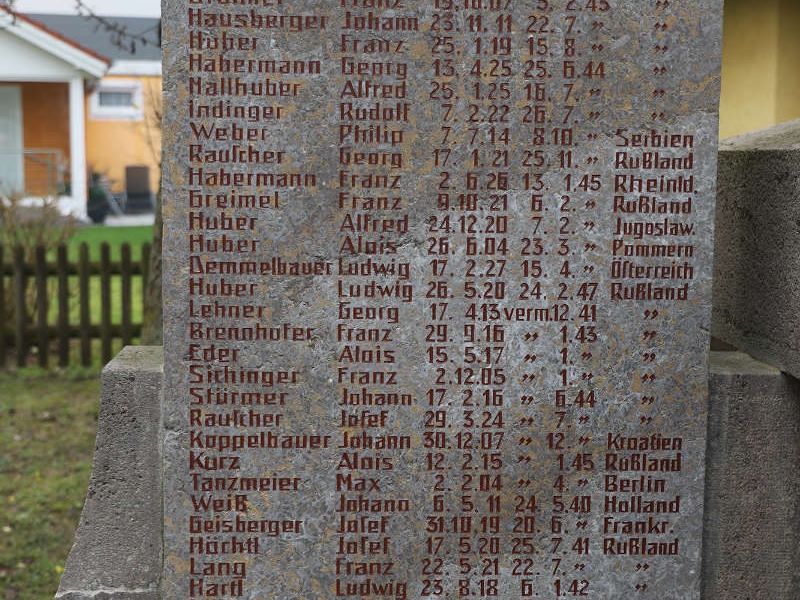 Franz 19.10.07 5. 2.45
Hausberger Johann 23. 11. 11 22. 7. " "
Huber Franz 25. 1.19 15. 8. " "
Habermann Georg 13. 4.25 25. 6.44 "
Mallhuber Alfred 25. 1.25 16. 7. " "
Indinger Rudolf 7. 2.22 26. 7. " "
Weber Philip 7. 7.14 8.10. " Serbien
Rauscher Georg 17. 1.21 25. 11. " Rußland
Habermann Franz 2. 6.26 13. 1.45 Rheinld.
Greimel Franz 9.10.21 6. 2. " Rußland
Huber Alfred 24.12.20 7. 2. " Jugoslaw.
Huber Alois 26. 6.04 23. 3. " Pommern
Demmelbauer Ludwig 17. 2.27 15. 4. " Österreich
Huber Ludwig 26. 5.20 24. 2.47 Rußland
Lehner Georg 17. 4.13 verm.12.41 "
Brennhofer Franz 29. 9.16 " 1.43 "
Eder Alois 15. 5.17 " 1. " "
Sichinger Franz 2.12.05 " 1. " "
Stürmer Johann 17. 2.16 " 6.44 "
Rauscher Josef 29. 3.24 " 7. " "
Koppelbauer Johann 30.12.07 " 12. " Kroatien
Kurz Alois 12. 2.15 " 1.45 Rußland
Tanzmeier Max 2. 2.04 " 4. " Berlin
Weiß Johann 6. 5.11 24. 5.40 Holland
Geisberger Josef 31.10.19 20. 6. " Frankr.
Höchtl Josef 17. 5.20 25. 7.41 Rußland
Lang Franz 22. 5.21 22. 7. " "
Hartl Ludwig 23. 8.18 6. 1.42 "